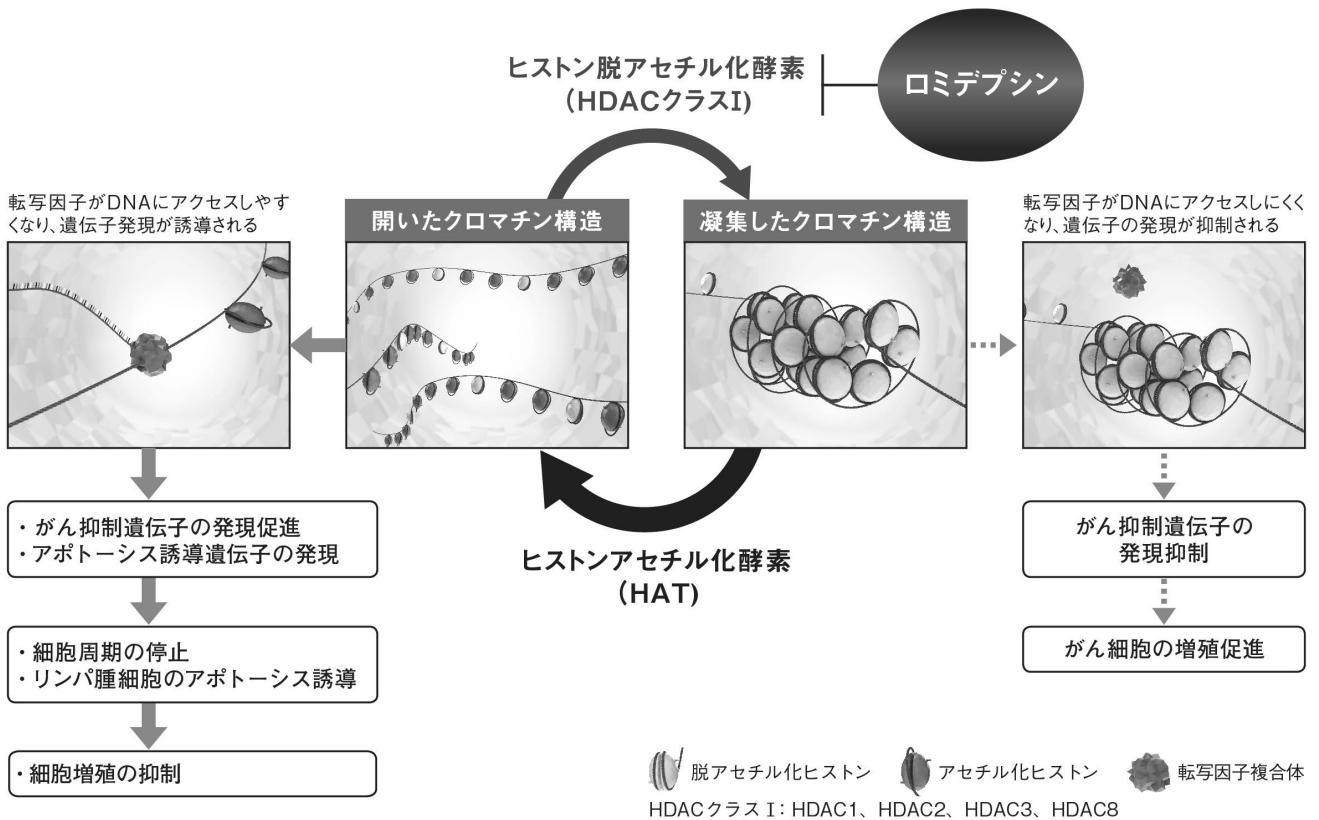 ヒストン脱アセチル化酵素
(HDACクラスI)
ロミデプシン
転写因子がDNAにアクセスしやす
くなり、遺伝子発現が誘導される
開いたクロマチン構造
凝集したクロマチン構造
転写因子がDNAにアクセスしにくく
なり、遺伝子の発現が抑制される
ヒストンアセチル化酵素
(HAT)
・がん抑制遺伝子の発現促進
・アポトーシス誘導遺伝子の発現
・細胞周期の停止
・リンパ腫細胞のアポトーシス誘導
・細胞増殖の抑制
がん抑制遺伝子の
発現抑制
がん細胞の増殖促進
脱アセチル化ヒストン
アセチル化ヒストン
転写因子複合体
HDACクラスⅠ:HDAC1、HDAC2、HDAC3、HDAC8